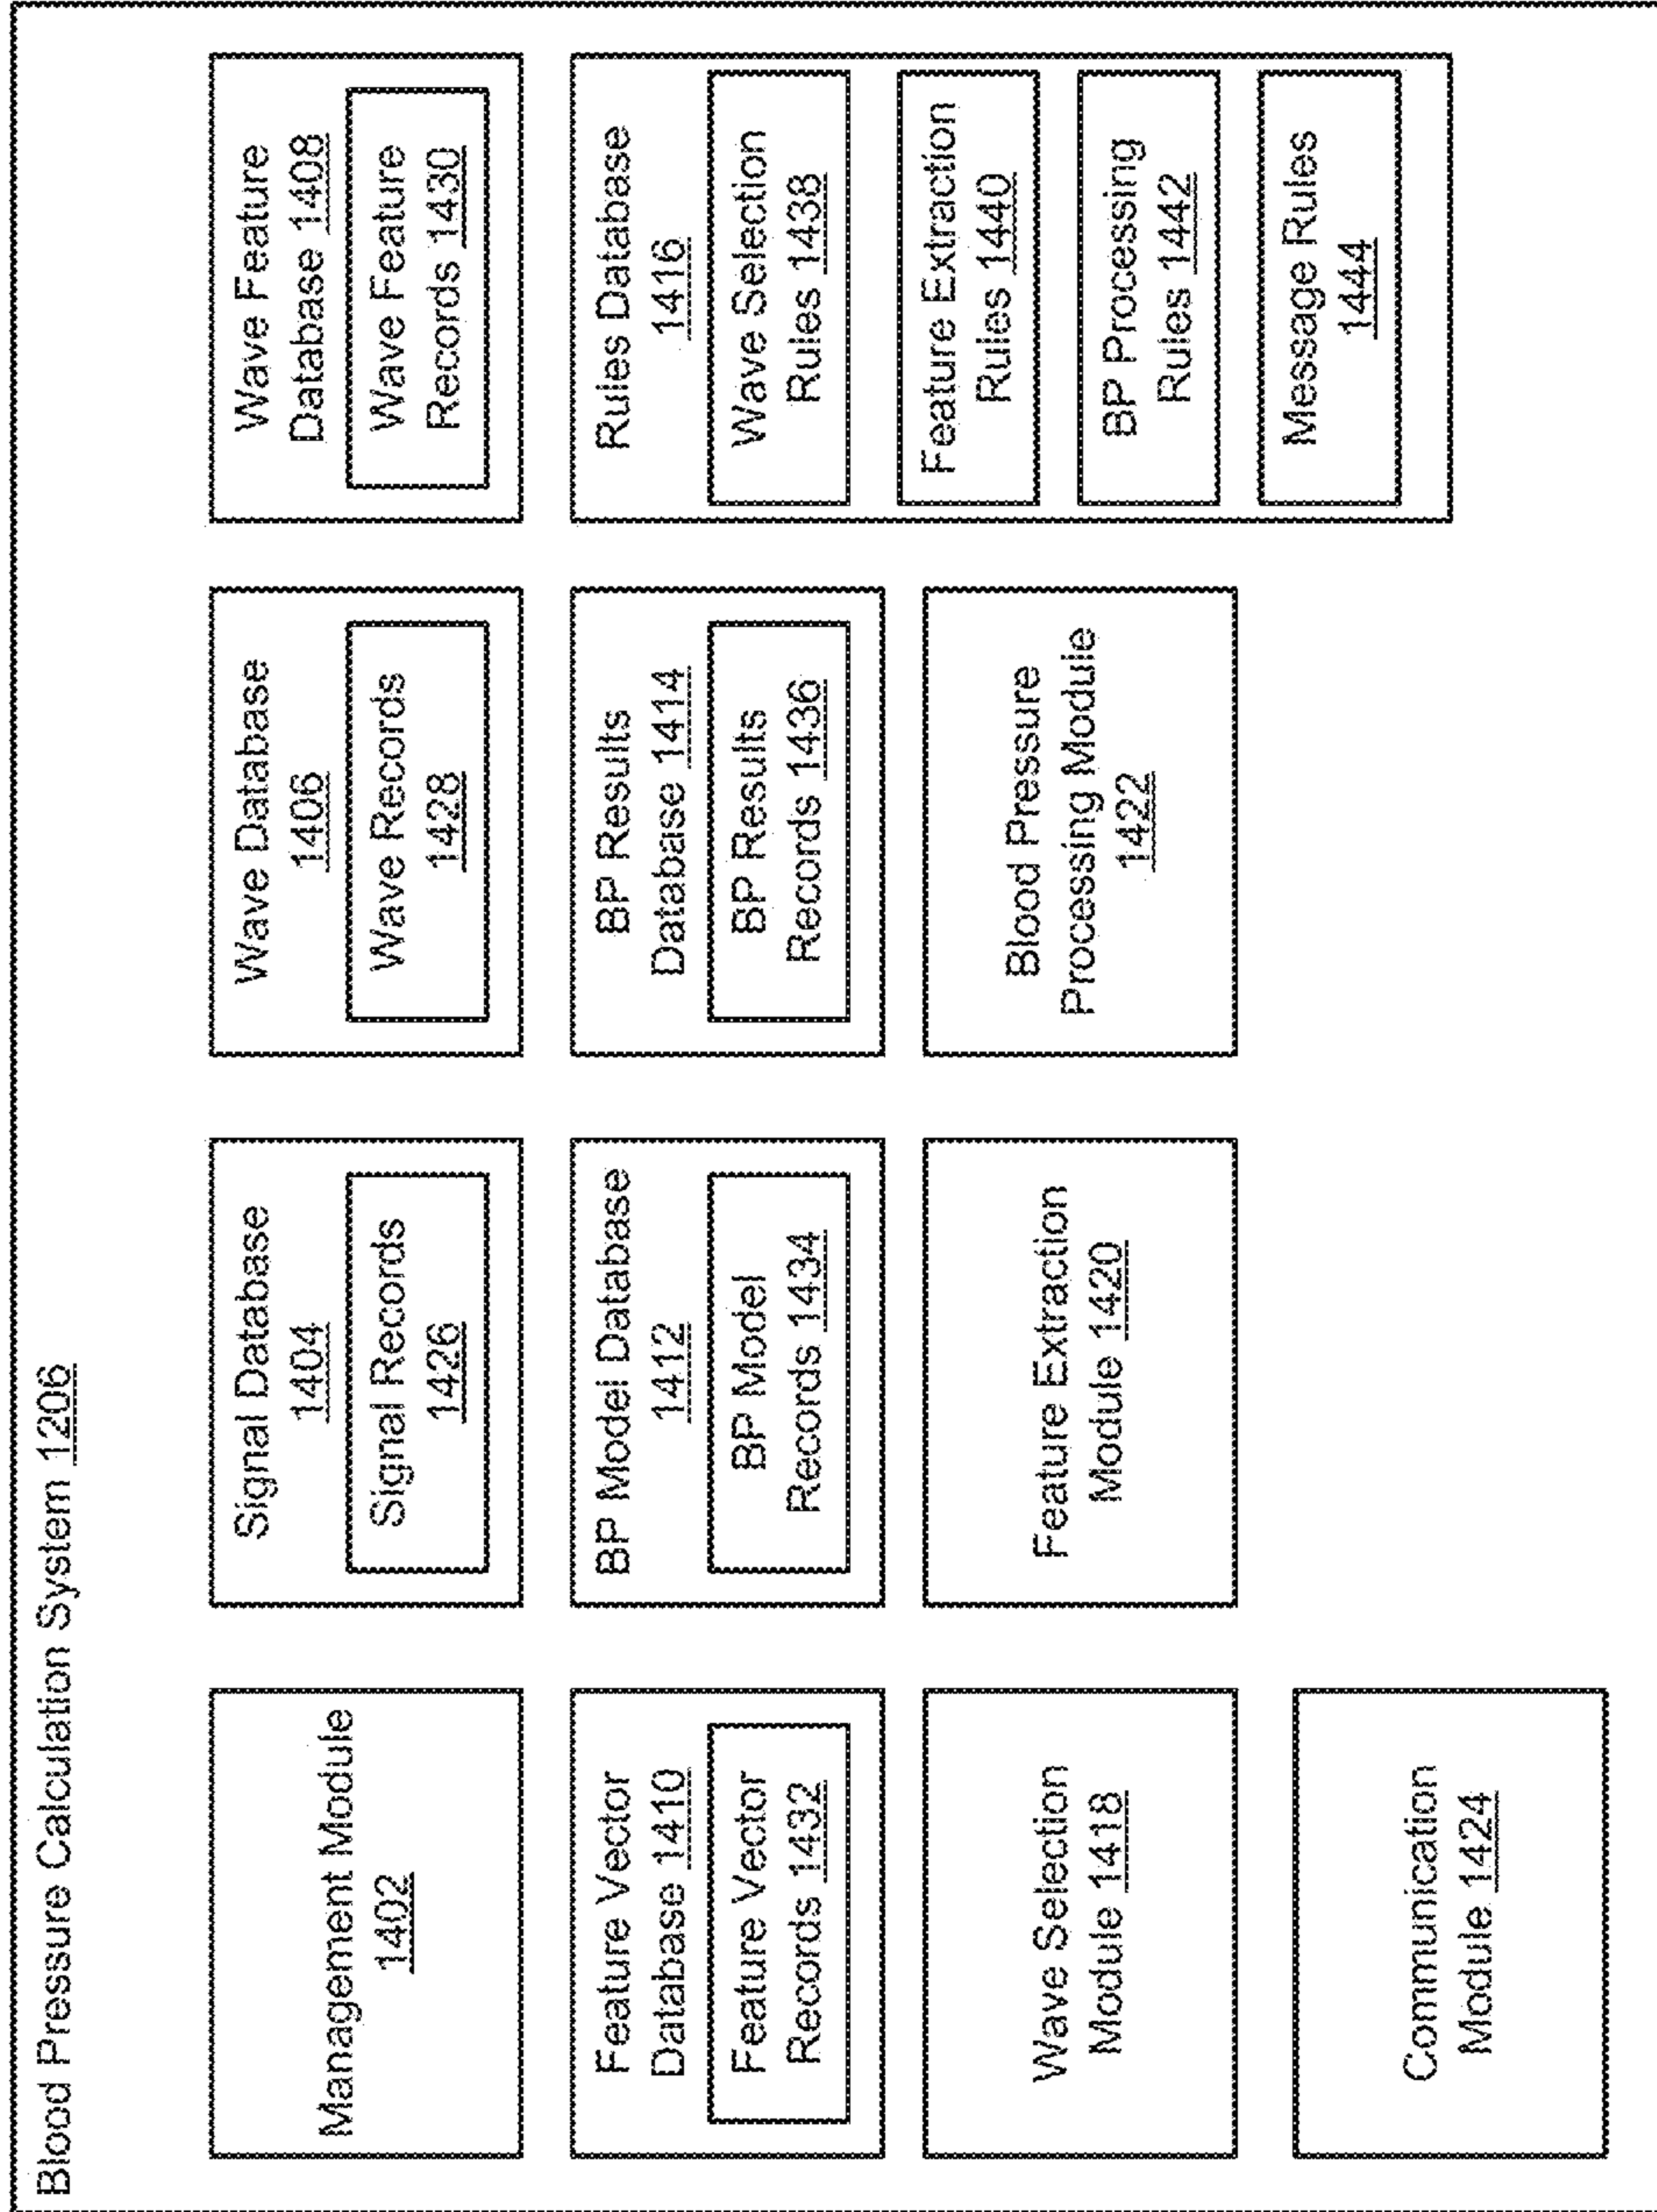 Blood Pressure Calculation System 1206
Management Module
1402
Signal Database
1404
Signal Records
1426
Wave Database
1406
Wave Records
1428
Wave Feature
Database 1408
Wave Feature
Records 1430
Feature Vector
Database 1410
Feature Vector
Records 1432
BP Model Database
1412
BP Model
Records 1434
BP Results
Database 1414
BP Results
Records 1436
Rules Database
1416
Wave Selection
Rules 1438
Feature Extraction
Rules 1440
BP Processing
Rules 1442
Message Rules
1444
Wave Selection
Module 1418
Feature Extraction
Module 1420
Blood Pressure
Processing Module
1422
Communication
Module 1424